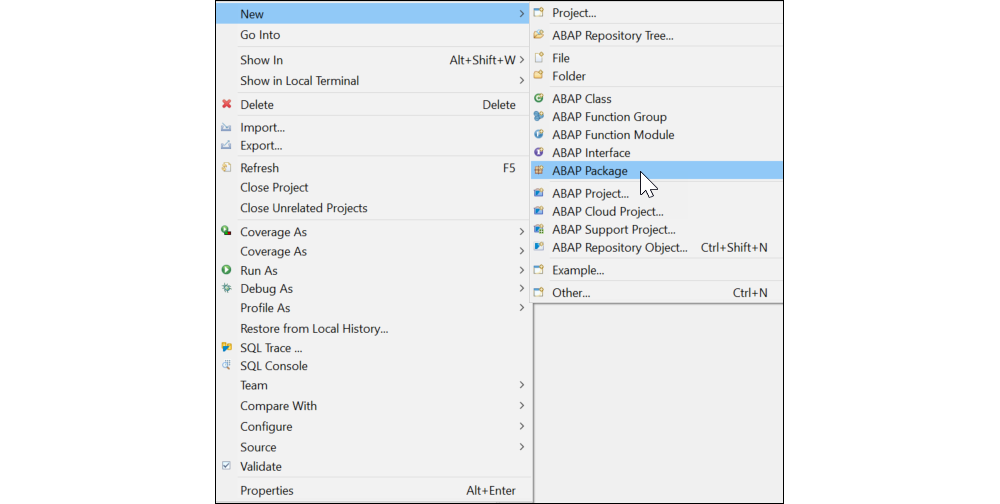 New
Go Into
Show In Alt+Shift+W
Show in Local Terminal
Delete Delete
Import...
Export...
Refresh F5
Close Project
Close Unrelated Projects
Coverage As
Coverage As
Run As
Debug As
Profile As
Restore from Local History...
SQL Trace ...
SQL Console
Team
Compare With
Configure
Source
Validate
Properties Alt+Enter
Project...
ABAP Repository Tree...
File
Folder
ABAP Class
ABAP Function Group
ABAP Function Module
ABAP Interface
ABAP Package
ABAP Project...
ABAP Cloud Project...
ABAP Support Project...
ABAP Repository Object... Ctrl+Shift+N
Example...
Other... Ctrl+N